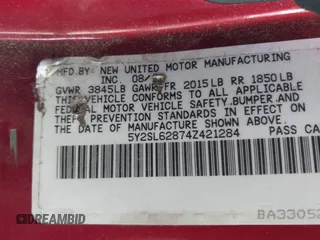 MFD BY NEW UNITED MOTOR MANUFACTURING
INC. 08/
GVWR 3845LB GAWR FR 2015LB RR 1850LB
THIS VEHICLE CONFORMS TO ALL APPLICABLE
FEDERAL MOTOR VEHICLE SAFETY, BUMPER, AND
THEFT PREVENTION STANDARDS IN EFFECT ON
THE DATE OF MANUFACTURE SHOWN ABOVE.
5Y2SL62874Z421284 PASS CA
BA3305
DREAMBID